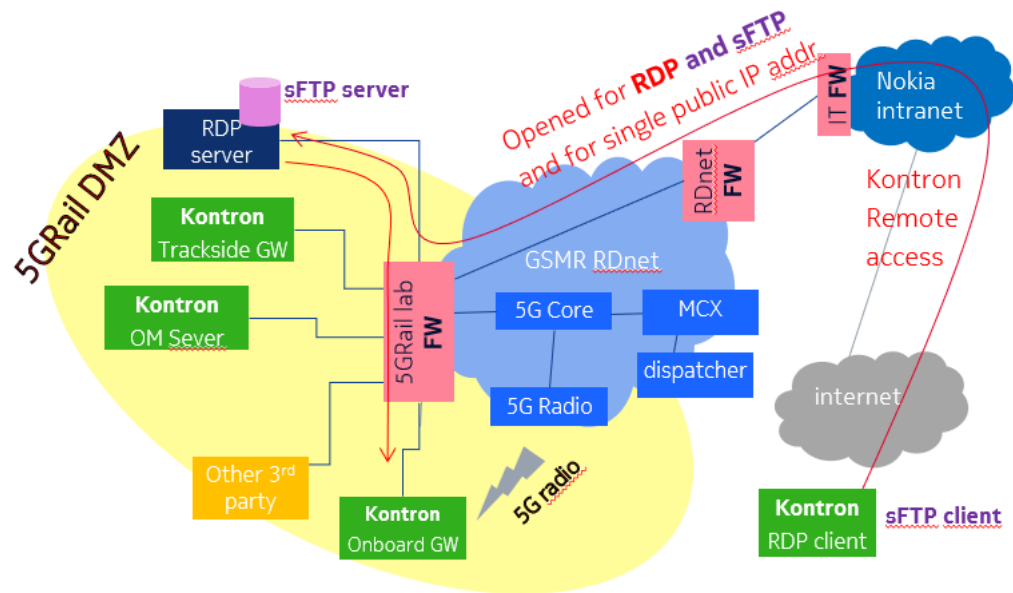 sFTP server
RDP
server
5GRail DMZ
Kontron
Trackside GW
Kontron
OM Sever
Other 3rd
party
Kontron
Onboard GW
5GRail lab
FW
5G radio
GSMR RDnet
5G Core
MCX
dispatcher
5G Radio
Opened for RDP and sFTP
and for single public IP addr.
RDnet
FW
IT FW
Nokia
intranet
Kontron
Remote
access
internet
Kontron
RDP client
sFTP client